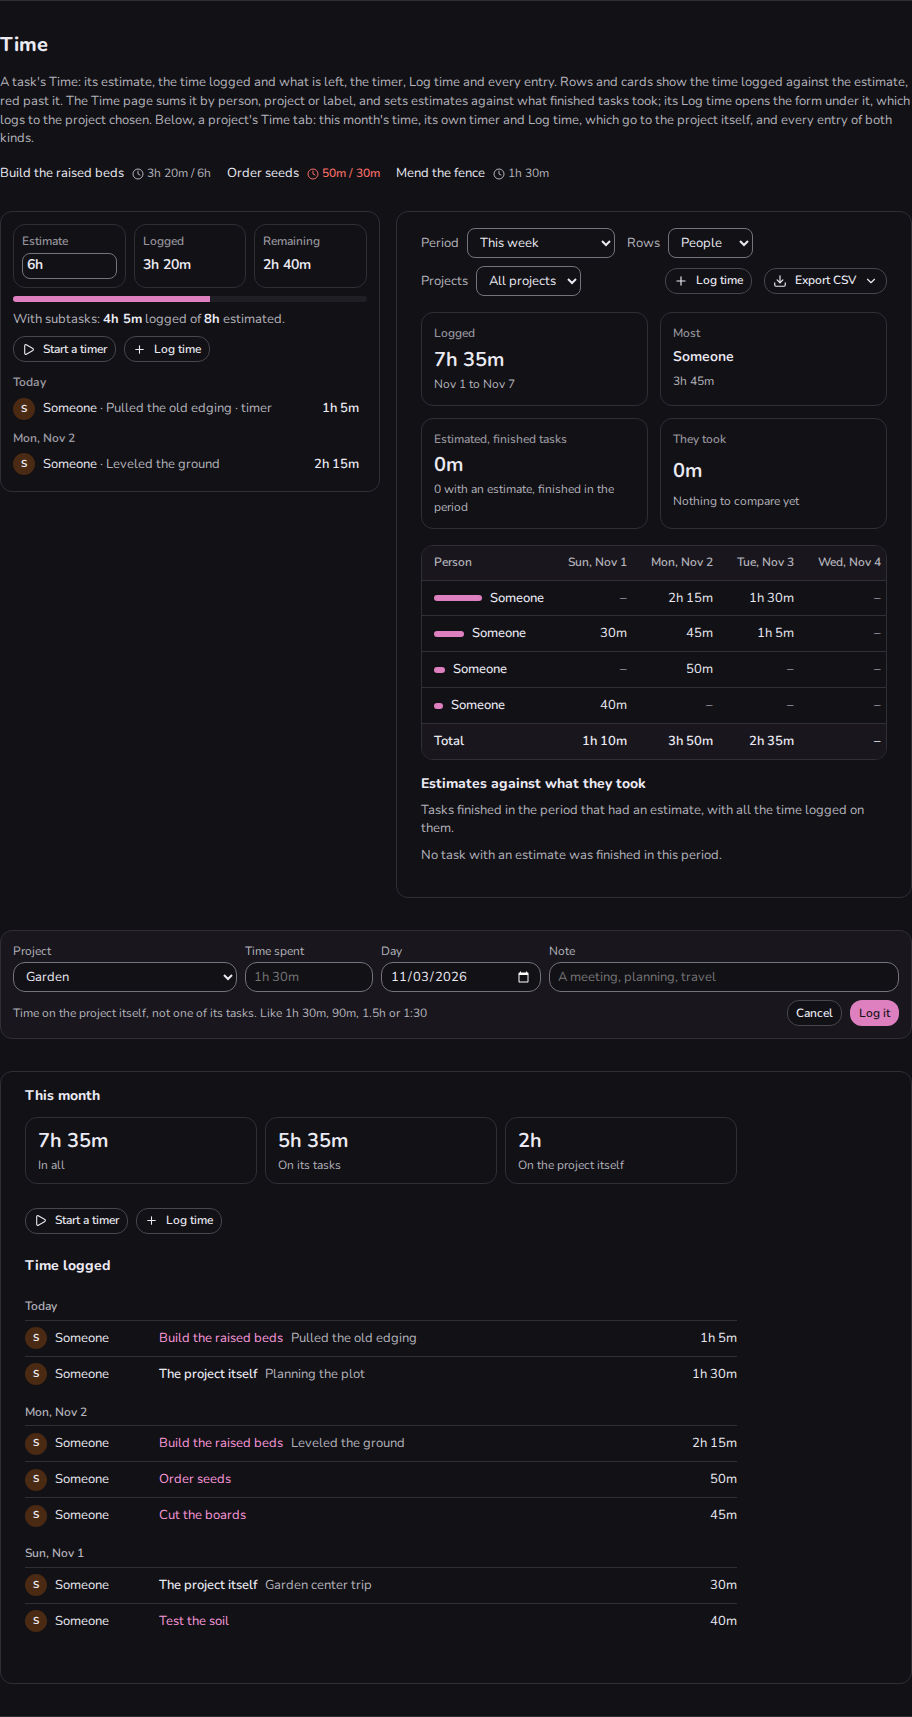 Time
A task's Time: its estimate, the time logged and what is left, the timer, Log time and every entry. Rows and cards show the time logged against the estimate,
red past it. The Time page sums it by person, project or label, and sets estimates against what finished tasks took; its Log time opens the form under it, which
logs to the project chosen. Below, a project's Time tab: this month's time, its own timer and Log time, which go to the project itself, and every entry of both
kinds.
Build the raised beds 3h 20m / 6h Order seeds 50m / 30m Mend the fence 1h 30m
Estimate Logged Remaining
6h 3h 20m 2h 40m
With subtasks: 4h 5m logged of 8h estimated.
Start a timer Log time
Today
S Someone · Pulled the old edging · timer 1h 5m
Mon, Nov 2
S Someone · Leveled the ground 2h 15m
Period This week Rows People
Projects All projects Log time Export CSV
Logged Most
7h 35m Someone
Nov 1 to Nov 7 3h 45m
Estimated, finished tasks They took
0m 0m
0 with an estimate, finished in the
period
Nothing to compare yet
Person Sun, Nov 1 Mon, Nov 2 Tue, Nov 3 Wed, Nov 4
Someone – 2h 15m 1h 30m –
Someone 30m 45m 1h 5m –
Someone – 50m – –
Someone 40m – – –
Total 1h 10m 3h 50m 2h 35m –
Estimates against what they took
Tasks finished in the period that had an estimate, with all the time logged on
them.
No task with an estimate was finished in this period.
Project Time spent Day Note
Garden 1h 30m 11/03/2026 A meeting, planning, travel
Time on the project itself, not one of its tasks. Like 1h 30m, 90m, 1.5h or 1:30 Cancel Log it
This month
7h 35m 5h 35m 2h
In all On its tasks On the project itself
Start a timer Log time
Time logged
Today
S Someone Build the raised beds Pulled the old edging 1h 5m
S Someone The project itself Planning the plot 1h 30m
Mon, Nov 2
S Someone Build the raised beds Leveled the ground 2h 15m
S Someone Order seeds 50m
S Someone Cut the boards 45m
Sun, Nov 1
S Someone The project itself Garden center trip 30m
S Someone Test the soil 40m